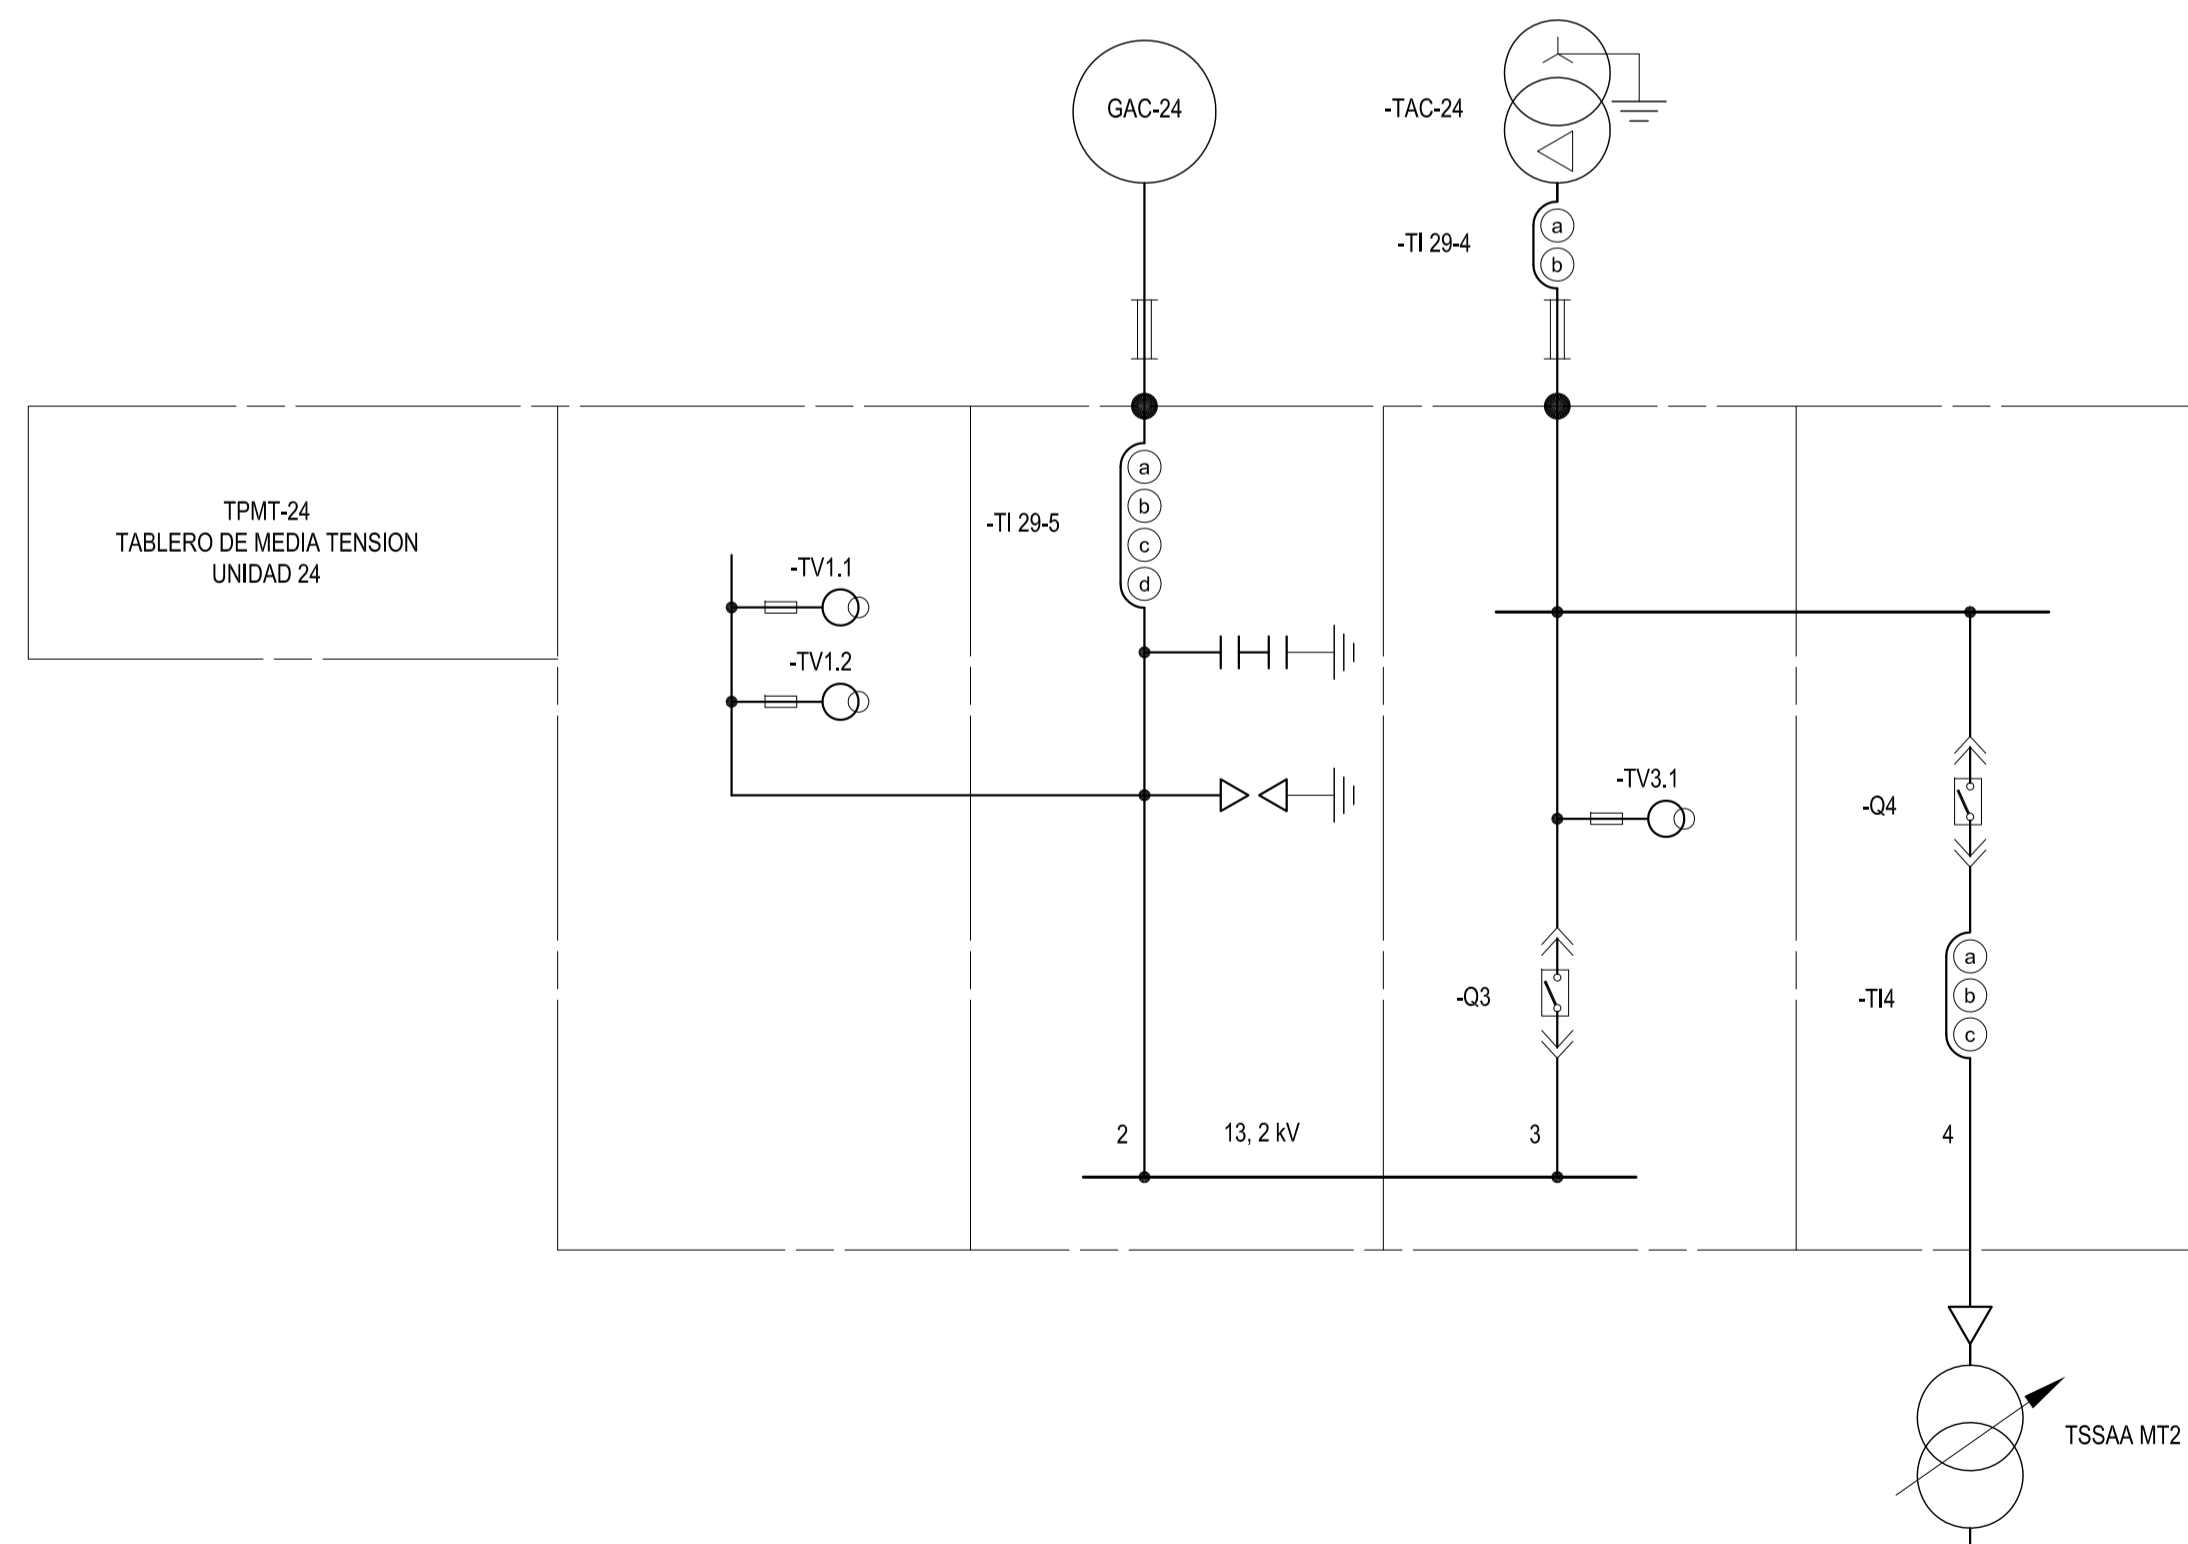 GAC-24
-TAC-24
a
-TI 29-4
b
TPMT-24
TABLERO DE MEDIA TENSION
UNIDAD 24
-TI 29-5
a
b
c
d
-TV1.1
-TV1.2
-TV3.1
-Q4
-Q3
-TI4
a
b
c
2
13, 2 kV
3
4
TSSAA MT2